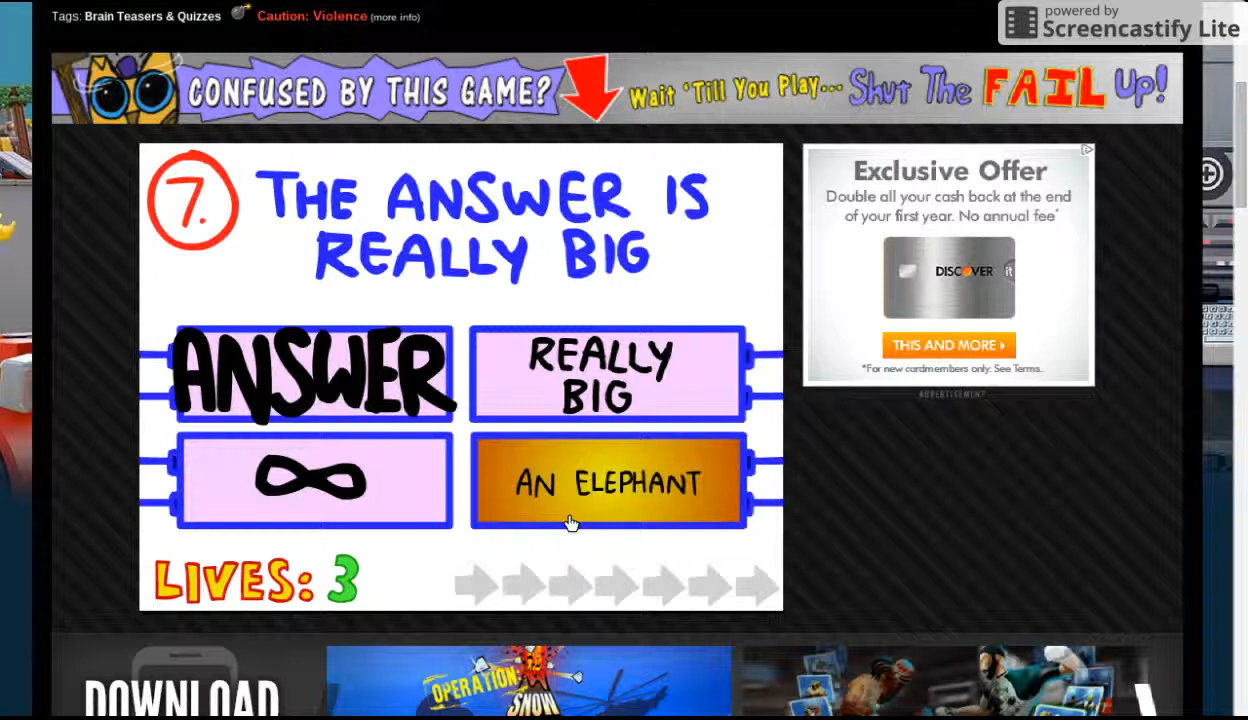 powered by
Screencastify Lite
Tags: Brain Teasers & Quizzes Caution: Violence (more info)
CONFUSED BY THIS GAME? Wait 'Till You Play... Shut The FAIL Up!
7. THE ANSWER IS
REALLY BIG
ANSWER
REALLY
BIG
∞
AN ELEPHANT
LIVES: 3
Exclusive Offer
Double all your cash back at the end
of your first year. No annual fee*
DISCOVER it
THIS AND MORE ›
*For new cardmembers only: See Terms.
ADVERTISEMENT
DOWNLOAD
OPERATION
SNOW